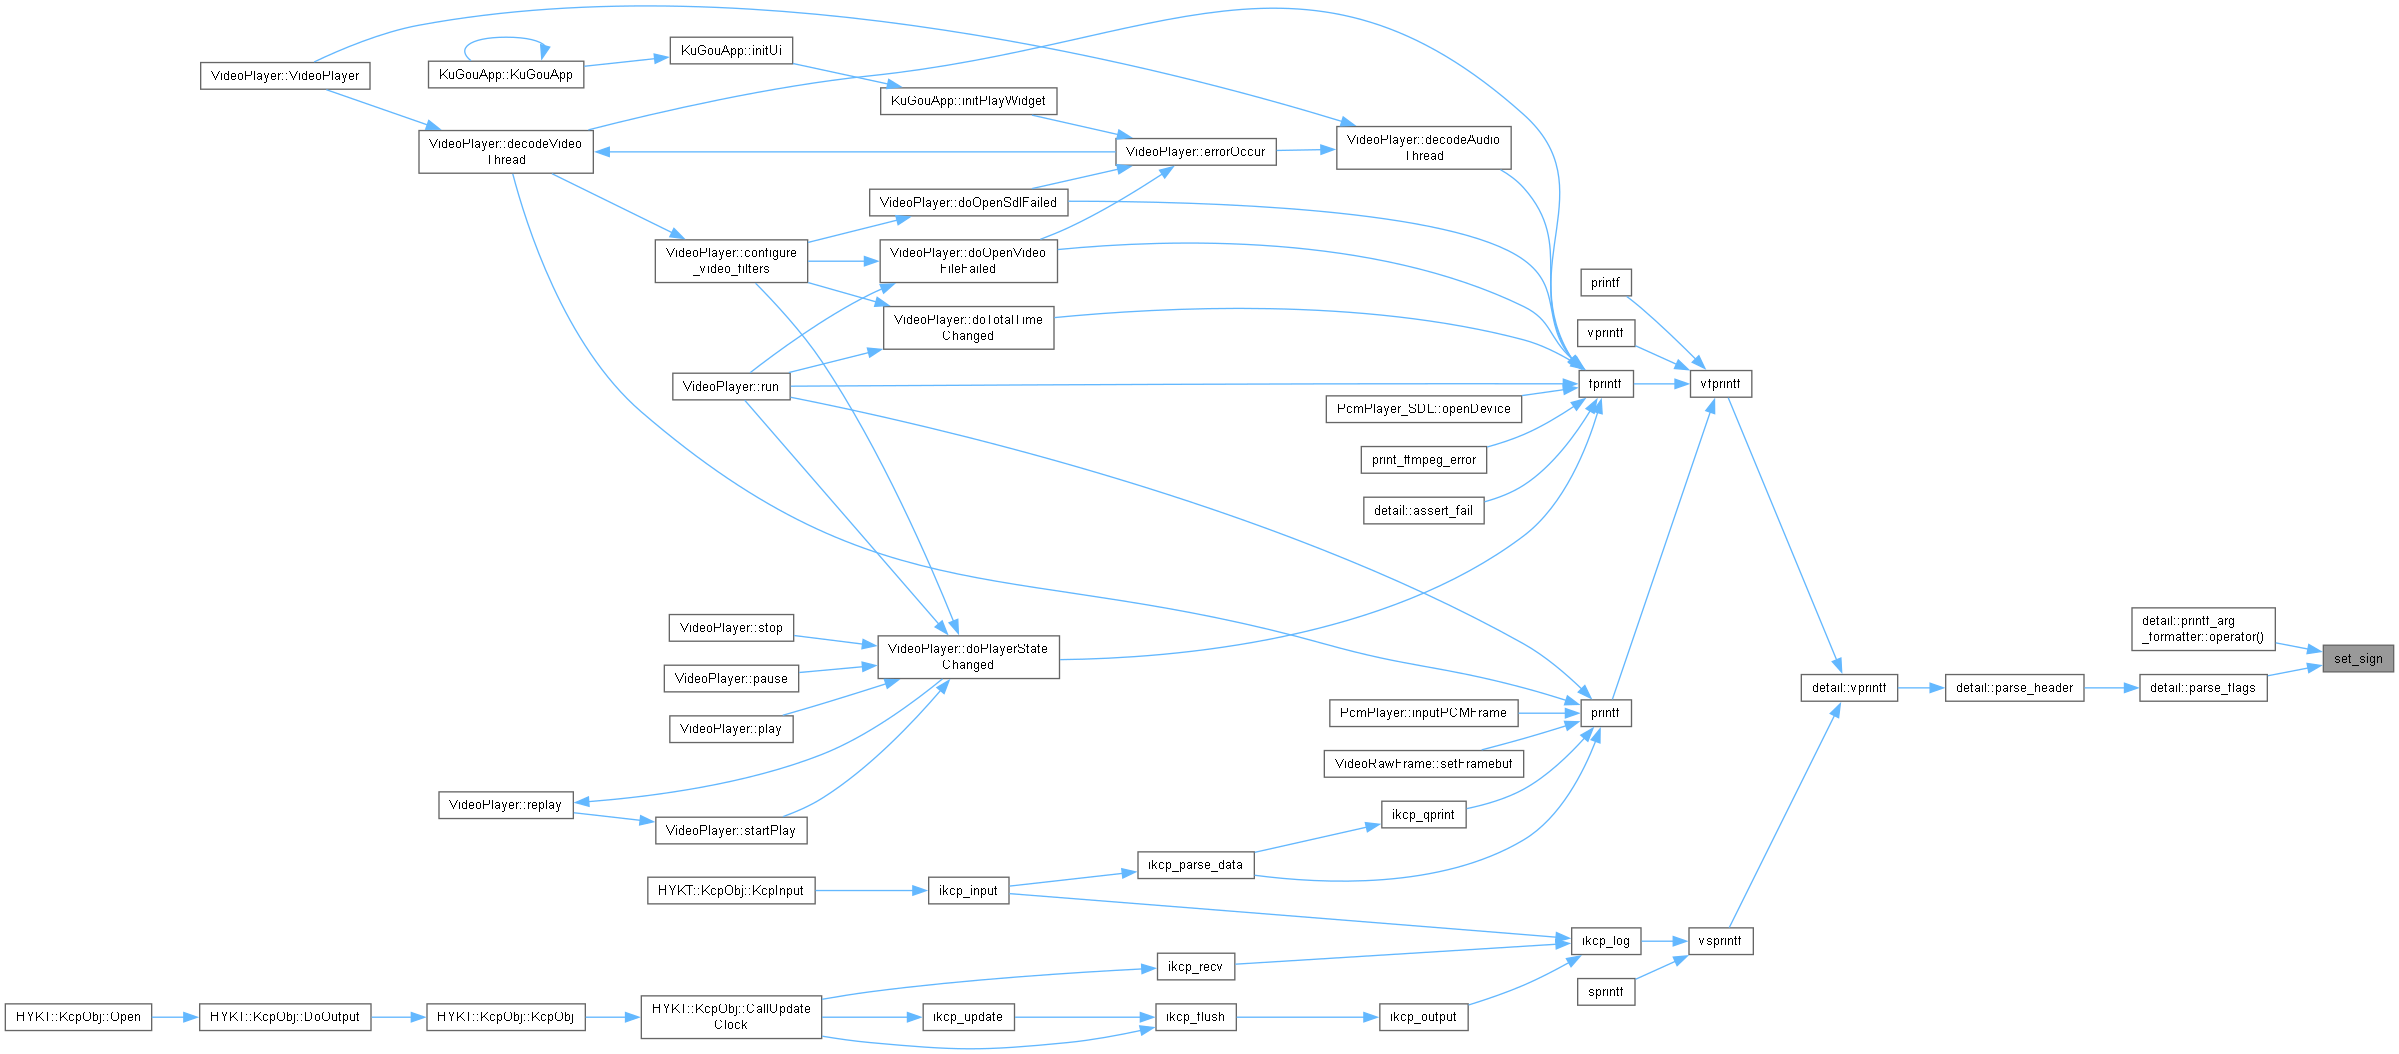 VideoPlayer::VideoPlayer
KuGouApp::KuGouApp
KuGouApp::initUi
KuGouApp::initPlayWidget
VideoPlayer::decodeVideo
Thread
VideoPlayer::errorOccur
VideoPlayer::decodeAudio
Thread
VideoPlayer::doOpenSdlFailed
VideoPlayer::configure
_video_filters
VideoPlayer::doOpenVideo
FileFailed
VideoPlayer::doTotalTime
Changed
VideoPlayer::run
printf
vprintf
fprintf
vfprintf
PcmPlayer_SDL::openDevice
print_ffmpeg_error
detail::assert_fail
VideoPlayer::stop
VideoPlayer::pause
VideoPlayer::play
VideoPlayer::doPlayerState
Changed
VideoPlayer::replay
VideoPlayer::startPlay
detail::printf_arg
_formatter::operator()
set_sign
detail::vprintf
detail::parse_header
detail::parse_flags
PcmPlayer::inputPCMFrame
printf
VideoRawFrame::setFramebuf
ikcp_qprint
ikcp_parse_data
HYKT::KcpObj::KcpInput
ikcp_input
ikcp_log
vsprintf
ikcp_recv
sprintf
HYKT::KcpObj::Open
HYKT::KcpObj::DoOutput
HYKT::KcpObj::KcpObj
HYKT::KcpObj::CallUpdate
Clock
ikcp_update
ikcp_flush
ikcp_output